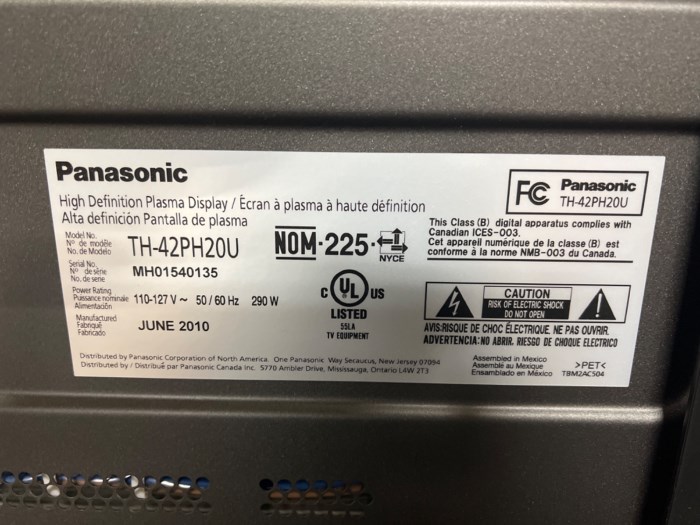 Panasonic
High Definition Plasma Display / Écran à plasma à haute définition
Alta definición Pantalla de plasma
FC Panasonic
TH-42PH20U
Model No.
Nº de modèle
No. de Modelo
TH-42PH20U
NOM-225-
NYCE
This Class (B) digital apparatus complies with
Canadian ICES-003.
Cet appareil numérique de la classe (B) est
conforme à la norme NMB-003 du Canada.
Serial No.
Nº de série
No. de serie
MH01540135
Power Rating
Puissance nominale
Alimentación
110-127 V ~ 50 / 60 Hz 290 W
Manufactured
Fabriqué
Fabricado
JUNE 2010
C UL US
LISTED
55LA
TV EQUIPMENT
CAUTION
RISK OF ELECTRIC SHOCK
DO NOT OPEN
AVIS:RISQUE DE CHOC ÉLECTRIQUE. NE PAS OUVRIR.
ADVERTENCIA:NO ABRIR. RIESGO DE CHOQUE ELECTRICO
Distributed by Panasonic Corporation of North America One Panasonic Way Secaucus, New Jersey 07094
Distributed by / Distribué par Panasonic Canada Inc. 5770 Ambler Drive, Mississauga, Ontario L4W 2T3
Assembled in Mexico
Assemblé au Mexique
Ensamblado en México
>PET<
TBM2AC504